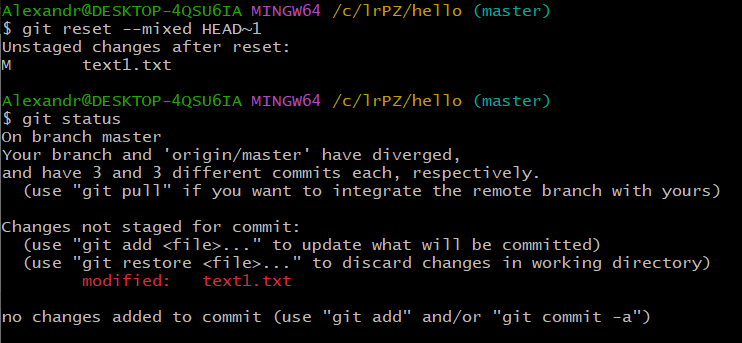 Alexandr@DESKTOP-4QSU6IA MINGW64 /c/lrPZ/hello (master)
$ git reset --mixed HEAD~1
Unstaged changes after reset:
M       text1.txt

Alexandr@DESKTOP-4QSU6IA MINGW64 /c/lrPZ/hello (master)
$ git status
On branch master
Your branch and 'origin/master' have diverged,
and have 3 and 3 different commits each, respectively.
  (use "git pull" if you want to integrate the remote branch with yours)

Changes not staged for commit:
  (use "git add <file>..." to update what will be committed)
  (use "git restore <file>..." to discard changes in working directory)
        modified:   text1.txt

no changes added to commit (use "git add" and/or "git commit -a")